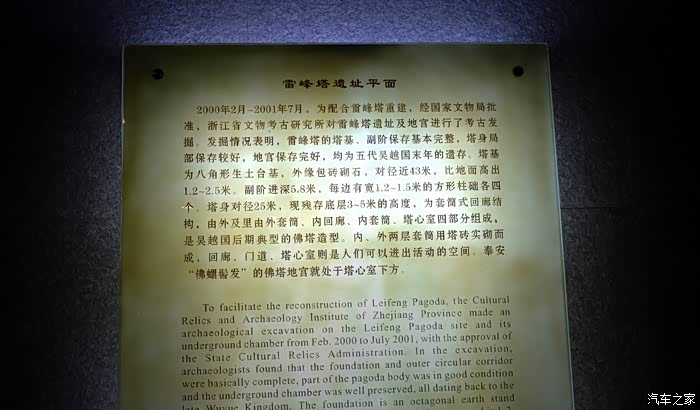 雷峰塔遗址平面
2000年2月~2001年7月，为配合雷峰塔重建，经国家文物局批
准，浙江省文物考古研究所对雷峰塔遗址及地宫进行了考古发
掘。发掘情况表明，雷峰塔的塔基、副阶保存基本完整，塔身局
部保存较好，地宫保存完好，均为五代吴越国末年的遗存。塔基
为八角形生土台基，外缘包砖砌石，对径近43米，比地面高出
1.2~2.5米。副阶进深5.8米，每边有宽1.2~1.5米的方形柱础各四
个。塔身对径25米，现残存底层3~5米的高度，为套筒式回廊结
构，由外及里由外套筒、内回廊、内套筒、塔心室四部分组成，
是吴越国后期典型的佛塔造型。内、外两层套筒用塔砖实砌而
成，回廊、门道、塔心室则是人们可以进出活动的空间。奉安
“佛螺髻发”的佛塔地宫就处于塔心室下方。
To facilitate the reconstruction of Leifeng Pagoda, the Cultural
Relics and Archaeology Institute of Zhejiang Province made an
archaeological excavation on the Leifeng Pagoda site and its
underground chamber from Feb. 2000 to July 2001, with the approval of
the State Cultural Relics Administration. In the excavation,
archaeologists found that the foundation and outer circular corridor
were basically complete, part of the pagoda body was in good condition
and the underground chamber was well preserved, all dating back to the
late Wuyue Kingdom. The foundation is an octagonal earth stand
汽车之家